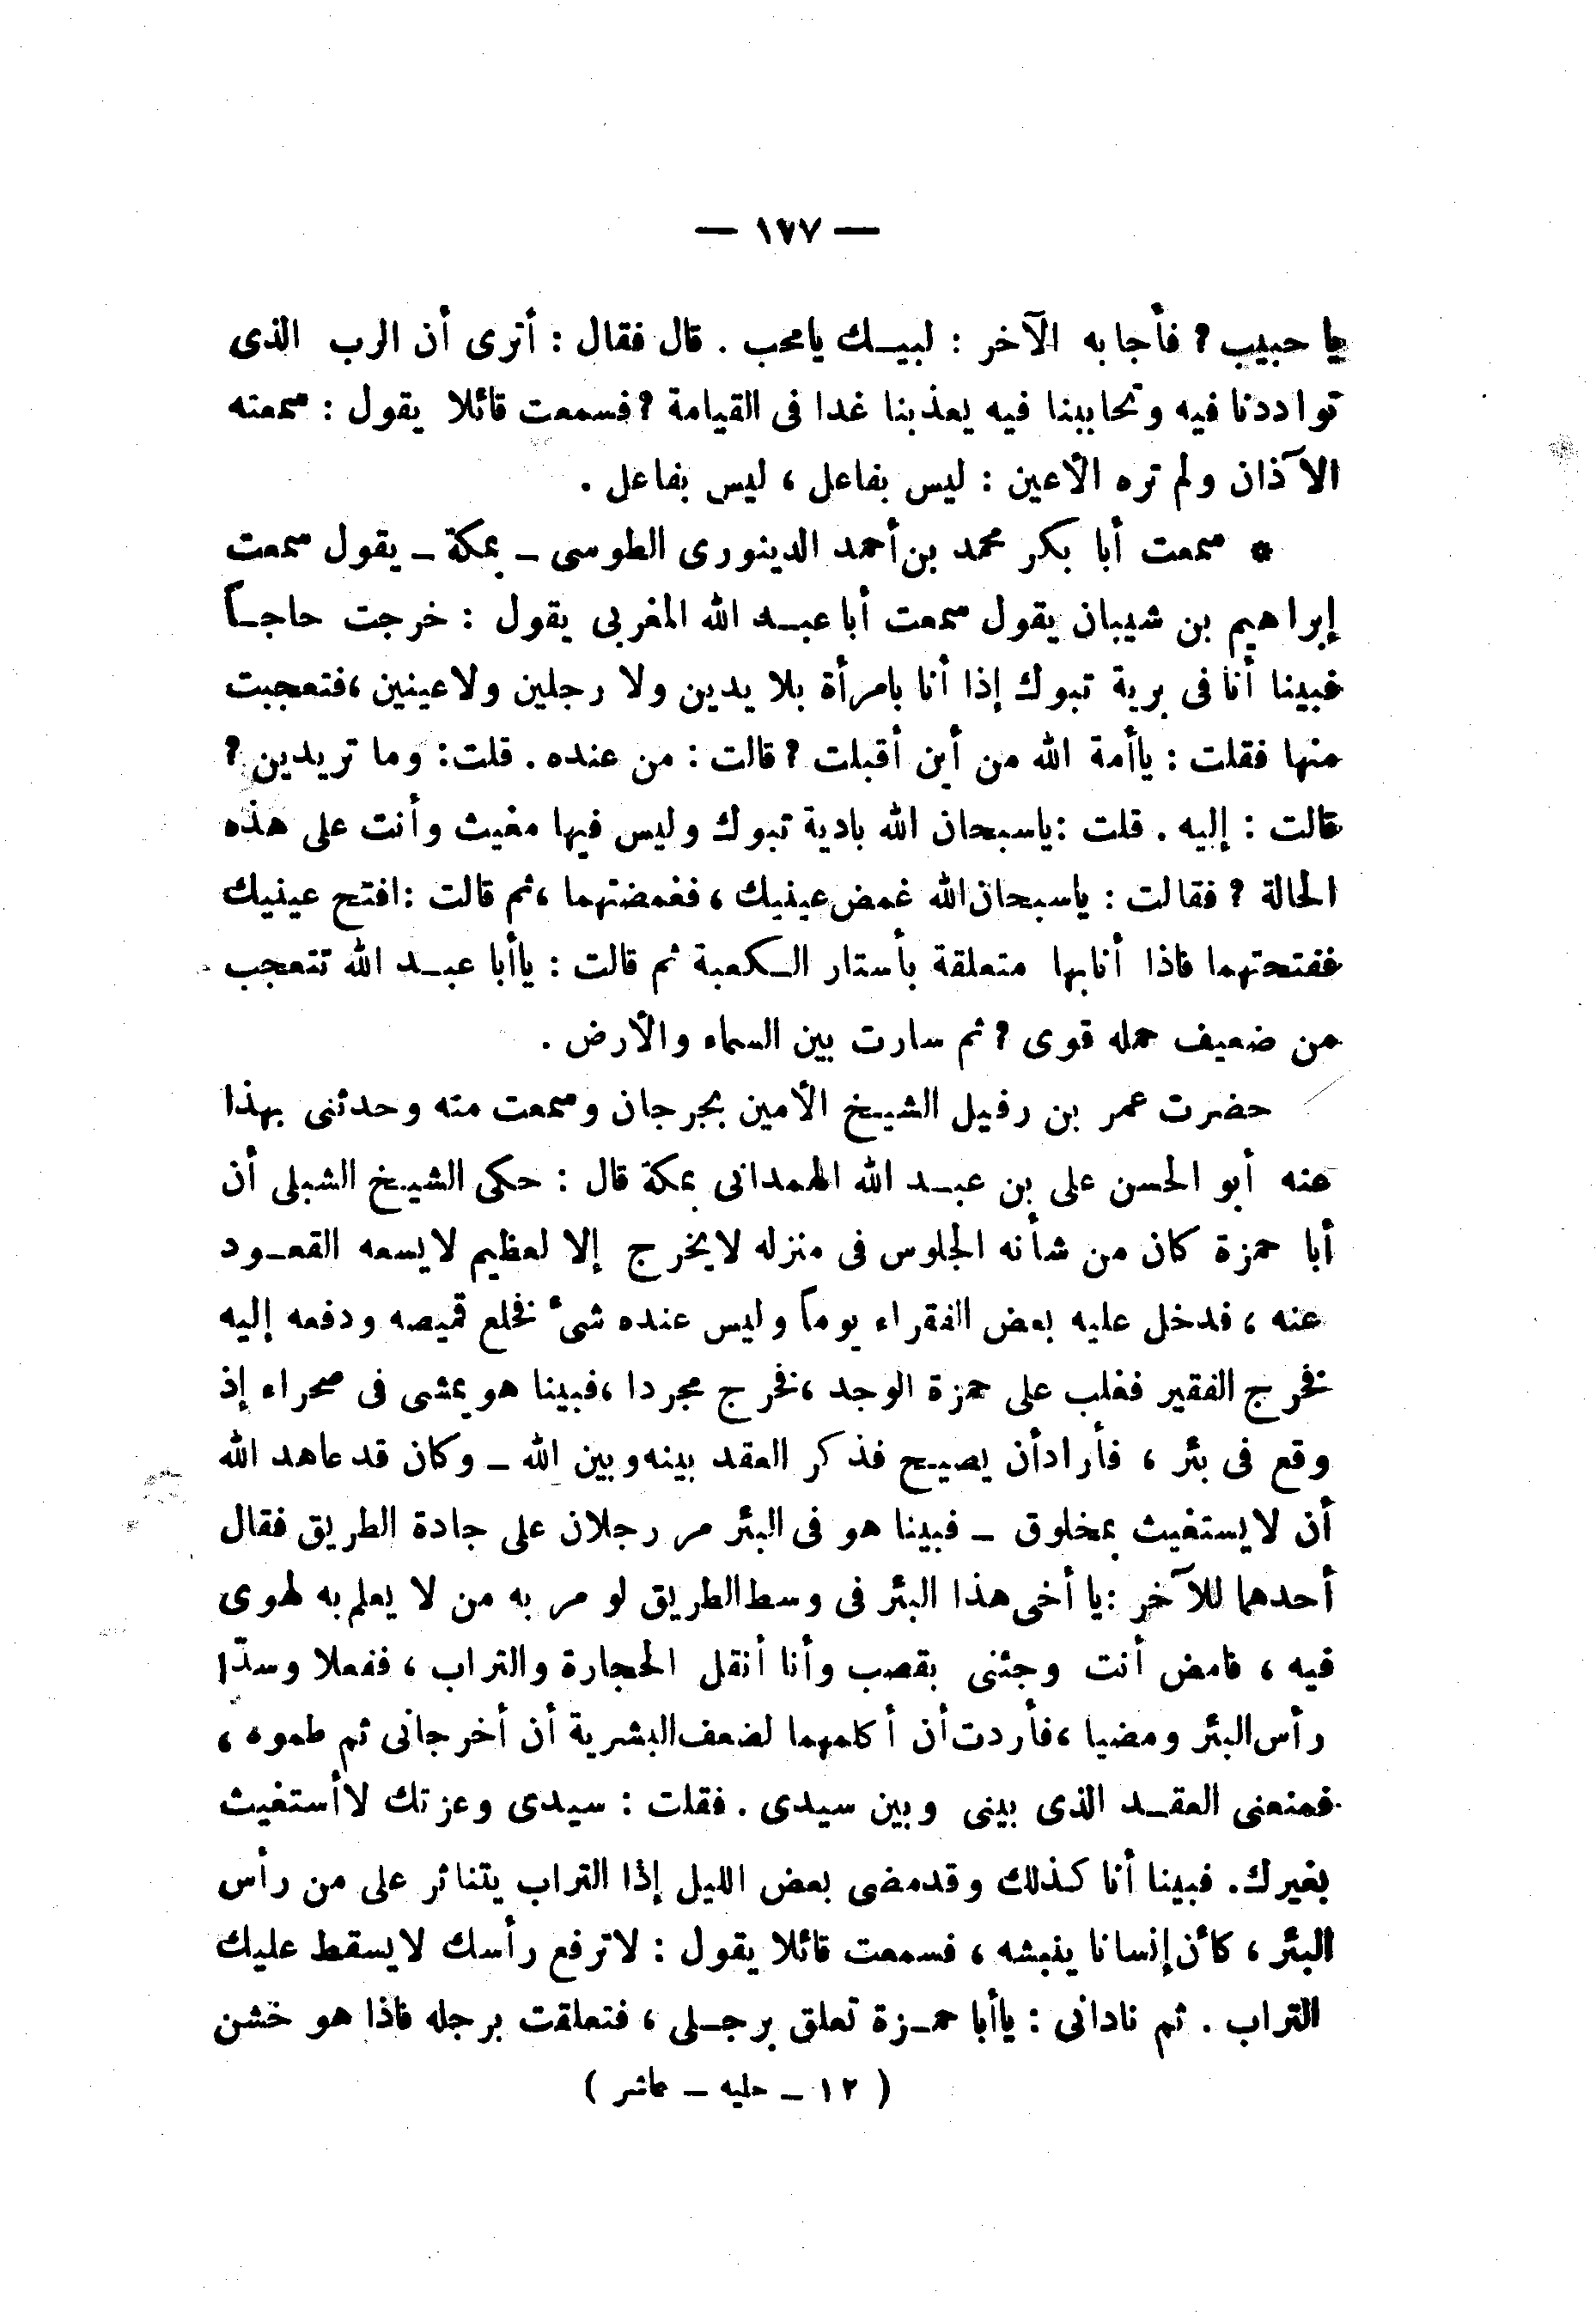 — ١٧٧ —
يا حبيب ؟ فأجابه الآخر : لبيك يامحب . قال فقال : أترى أن الرب الذى
تواددنا فيه وتحاببنا فيه يعذبنا غدا فى القيامة ؟ فسمعت قائلا يقول : سمعته
الآذان ولم تره الأعين : ليس بفاعل ، ليس بفاعل .
* سمعت أبا بكر محمد بن أحمد الدينورى الطوسى ــ بمكة ــ يقول سمعت
إبراهيم بن شيبان يقول سمعت أبا عبد الله المغربى يقول : خرجت حاجاً
فبينا أنا فى برية تبوك إذا أنا بامرأة بلا يدين ولا رجلين ولا عينين ، فتعجبت
منها فقلت : ياأمة الله من أين أقبلت ؟ قالت : من عنده . قلت : وما تريدين ؟
قالت : إليه . قلت : ياسبحان الله بادية تبوك وليس فيها مغيث وأنت على هذه
الحالة ؟ فقالت : ياسبحان الله غمض عينيك ، فغمضتهما ، ثم قالت : افتح عينيك
ففتحتهما فاذا أنابها متعلقة بأستار الكعبة ثم قالت : ياأبا عبد الله تتعجب
من ضعيف حمله قوى ؟ ثم سارت بين السماء والأرض .
حضرت عمر بن رفيل الشيخ الأمين بجرجان وسمعت منه وحدثنى بهذا
عنه أبو الحسن على بن عبد الله الهمدانى بمكة قال : حكى الشيخ الشبلى أن
أبا حمزة كان من شأنه الجلوس فى منزله لايخرج إلا لعظيم لايسعه القعود
عنه ، فدخل عليه بعض الفقراء يوماً وليس عنده شىء فخلع قميصه ودفعه إليه
فخرج الفقير فغلب على حمزة الوجد ، فخرج مجردا ، فبينا هو يمشى فى صحراء إذ
وقع فى بئر ، فأراد أن يصيح فذكر العقد بينه وبين الله ــ وكان قد عاهد الله
أن لايستغيث بمخلوق ــ فبينا هو فى البئر مر رجلان على جادة الطريق فقال
أحدهما للآخر : يا أخى هذا البئر فى وسط الطريق لو مر به من لا يعلم به لهوى
فيه ، فامض أنت وجئنى بقصب وأنا أنقل الحجارة والتراب ، ففعلا وسدّا
رأس البئر ومضيا ، فأردت أن أكلمهما لضعف البشرية أن أخرجانى ثم طموه ،
فمنعنى العقد الذى بينى وبين سيدى . فقلت : سيدى وعزتك لاأستغيث
بغيرك . فبينا أنا كذلك وقد مضى بعض الليل إذا التراب يتناثر على من رأس
البئر ، كأن إنسانا ينبشه ، فسمعت قائلا يقول : لاترفع رأسك لايسقط عليك
التراب . ثم نادانى : ياأبا حمزة تعلق برجلى ، فتعلقت برجله فاذا هو خشن
( ١٢ ــ حليه ــ عاشر )